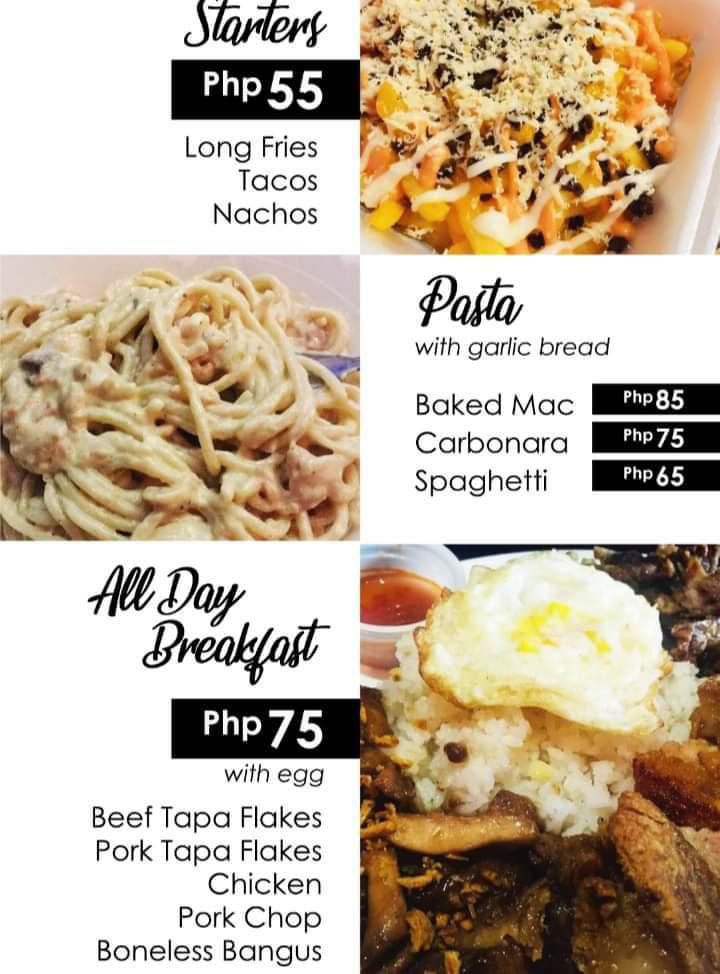 Starters
Php 55
Long Fries
Tacos
Nachos
Pasta
with garlic bread
Baked Mac Php 85
Carbonara Php 75
Spaghetti Php 65
All Day
Breakfast
Php 75
with egg
Beef Tapa Flakes
Pork Tapa Flakes
Chicken
Pork Chop
Boneless Bangus